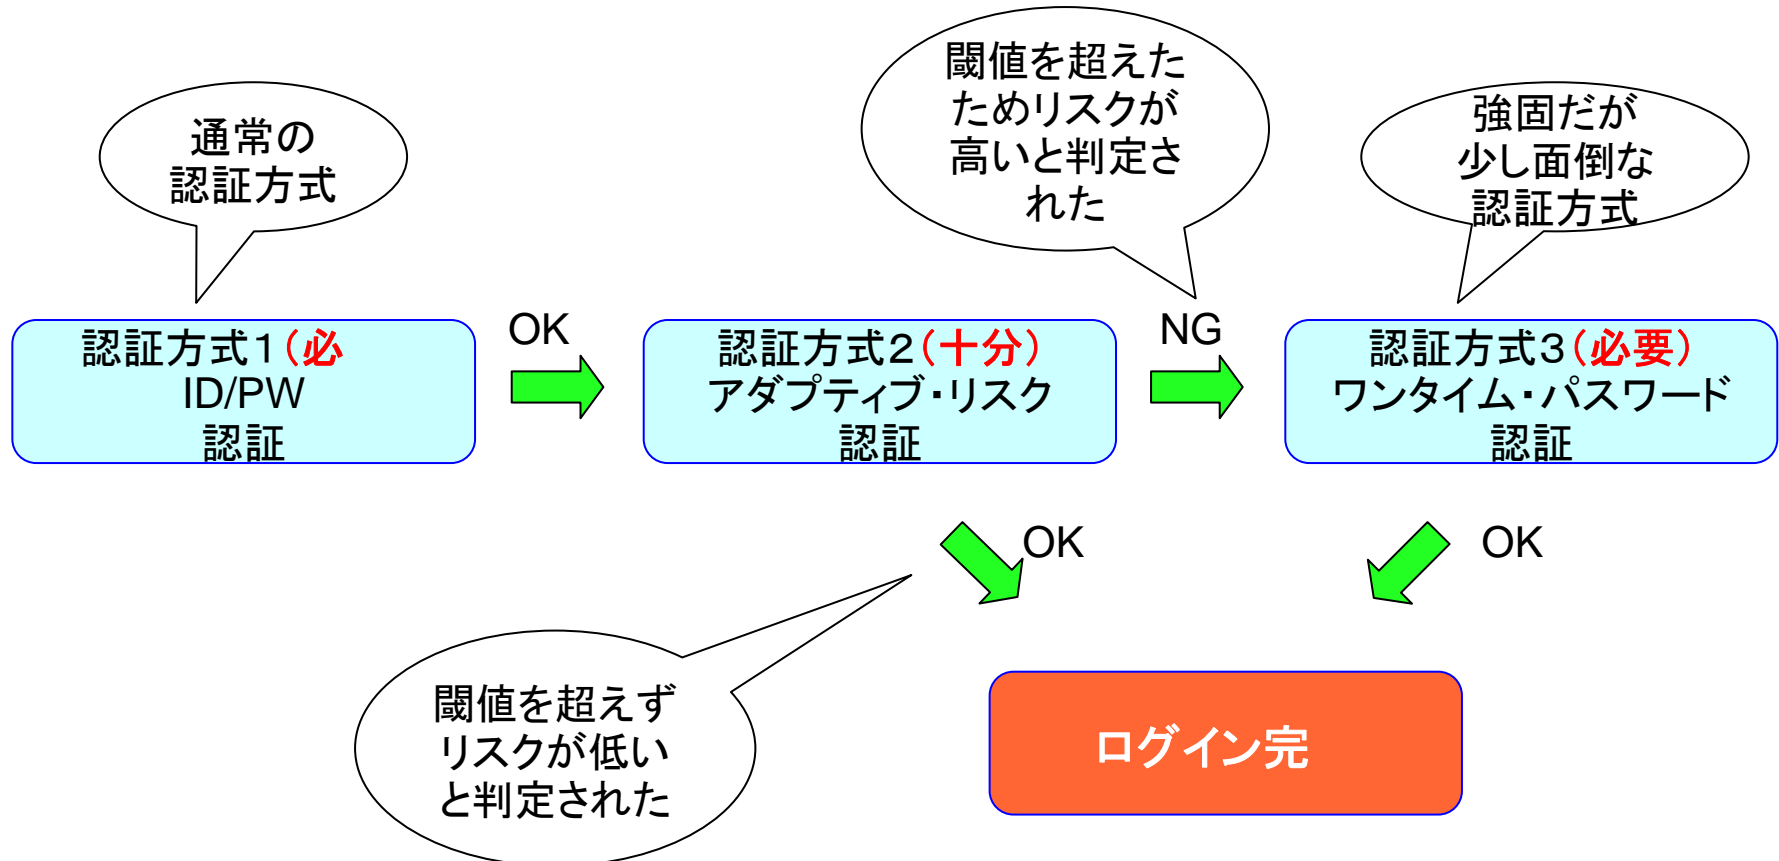 通常の
認証方式
閾値を超えた
ためリスクが
高いと判定さ
れた
強固だが
少し面倒な
認証方式
認証方式１（必
ID/PW
認証
OK
認証方式２（十分）
アダプティブ・リスク
認証
NG
認証方式３（必要）
ワンタイム・パスワード
認証
OK
OK
閾値を超えず
リスクが低い
と判定された
ログイン完